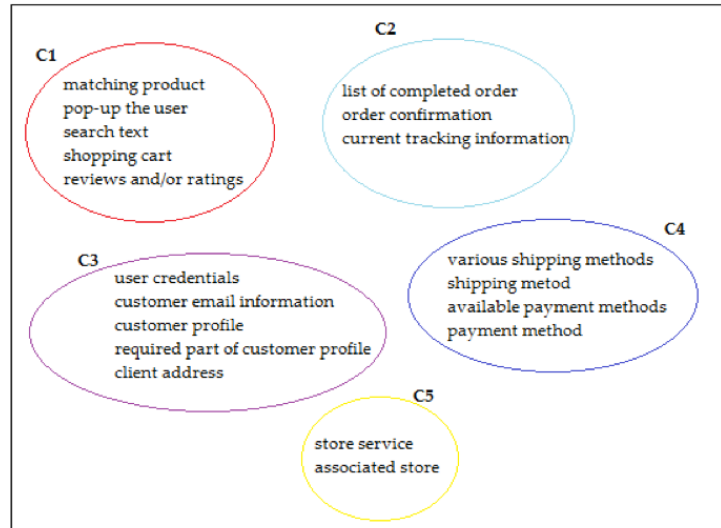 C1
matching product
pop-up the user
search text
shopping cart
reviews and/or ratings
C2
list of completed order
order confirmation
current tracking information
C3
user credentials
customer email information
customer profile
required part of customer profile
client address
C4
various shipping methods
shipping metod
available payment methods
payment method
C5
store service
associated store